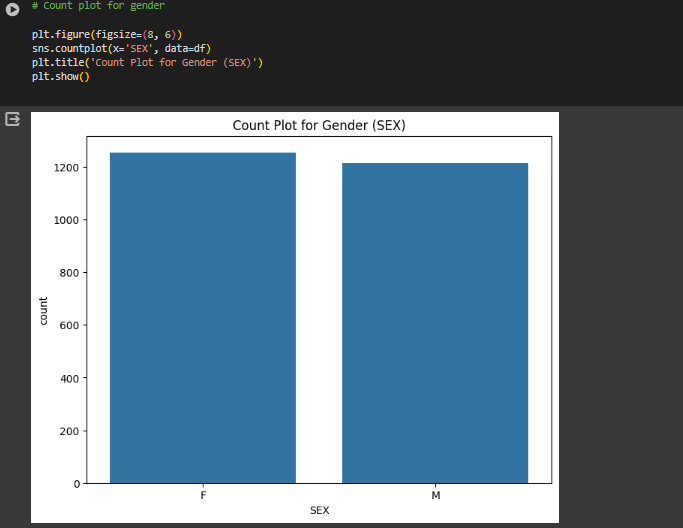 # Count plot for gender
plt.figure(figsize=(8, 6))
sns.countplot(x='SEX', data=df)
plt.title('Count Plot for Gender (SEX)')
plt.show()
Count Plot for Gender (SEX)
1200
1000
800
600
400
200
0
count
F M
SEX